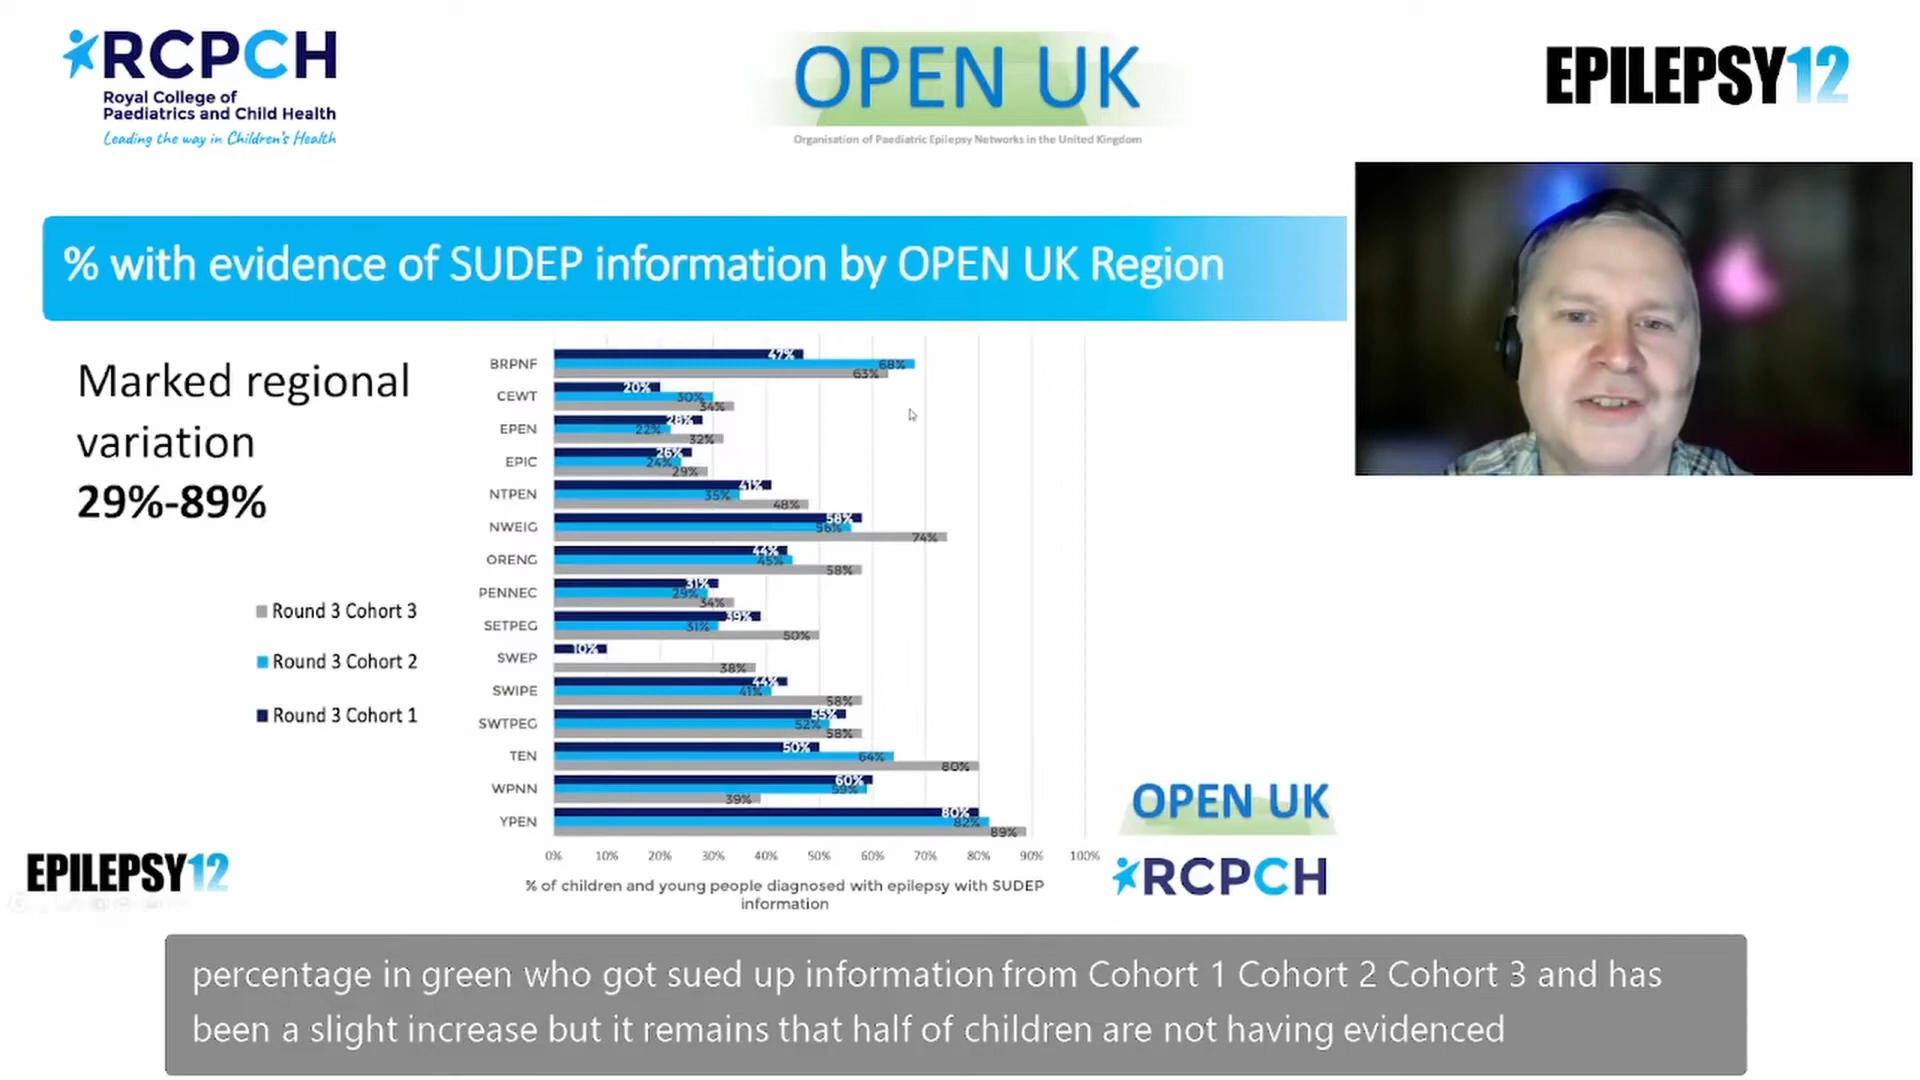 RCPCH
Royal College of
Paediatrics and Child Health
Leading the way in Children's Health
OPEN UK
Organisation of Paediatric Epilepsy Networks in the United Kingdom
EPILEPSY12
% with evidence of SUDEP information by OPEN UK Region
Marked regional
variation
29%-89%
Round 3 Cohort 3
Round 3 Cohort 2
Round 3 Cohort 1
BRPNF 47% 68% 63%
CEWT 20% 30% 34%
EPEN 28% 22% 32%
EPIC 26% 24% 29%
NTPEN 41% 35% 48%
NWEIG 58% 56% 74%
ORENG 44% 45% 58%
PENNEC 31% 29% 34%
SETPEG 39% 31% 50%
SWEP 10% 38%
SWIPE 44% 41% 58%
SWTPEG 55% 52% 58%
TEN 50% 64% 80%
WPNN 60% 59% 39%
YPEN 80% 82% 89%
0% 10% 20% 30% 40% 50% 60% 70% 80% 90% 100%
% of children and young people diagnosed with epilepsy with SUDEP
information
OPEN UK
RCPCH
EPILEPSY12
percentage in green who got sued up information from Cohort 1 Cohort 2 Cohort 3 and has
been a slight increase but it remains that half of children are not having evidenced